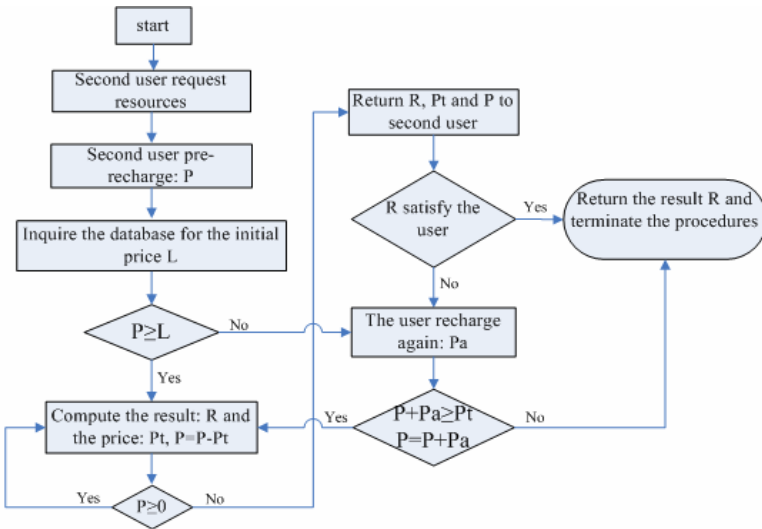 start
Second user request
resources
Second user pre-
recharge: P
Inquire the database for the initial
price L
P≥L
No
Yes
Compute the result: R and
the price: Pt, P=P-Pt
P≥0
Yes
No
Return R, Pt and P to
second user
R satisfy the
user
Yes
No
Return the result R and
terminate the procedures
The user recharge
again: Pa
P+Pa≥Pt
P=P+Pa
Yes
No